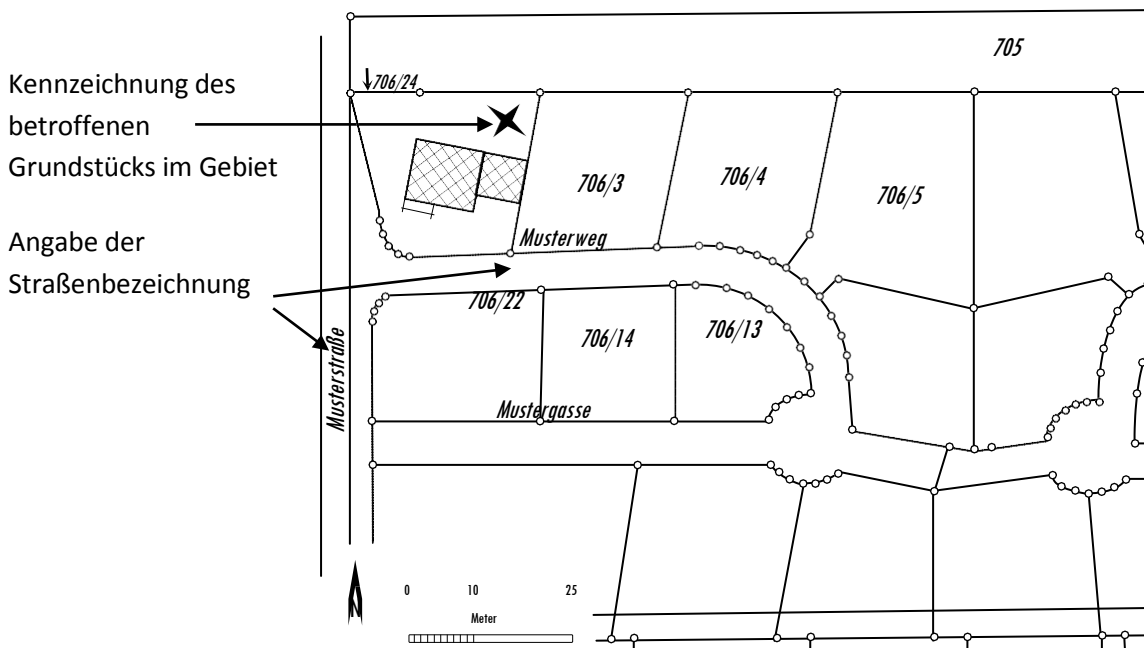 705
706/24
Kennzeichnung des
betroffenen
Grundstücks im Gebiet
706/3
706/4
706/5
Angabe der
Straßenbezeichnung
Musterweg
706/22
706/14
706/13
Musterstraße
Mustergasse
N
0 10 25
Meter